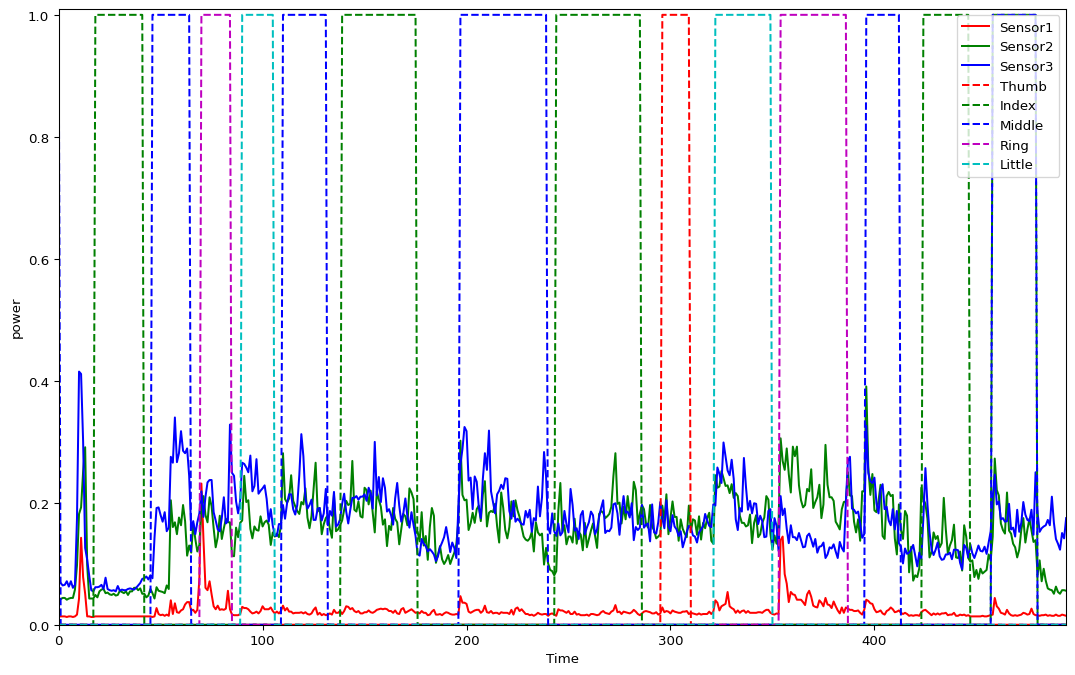 1.0
0.8
0.6
0.4
0.2
0.0
power
0
100
200
300
400
Time
Sensor1
Sensor2
Sensor3
Thumb
Index
Middle
Ring
Little